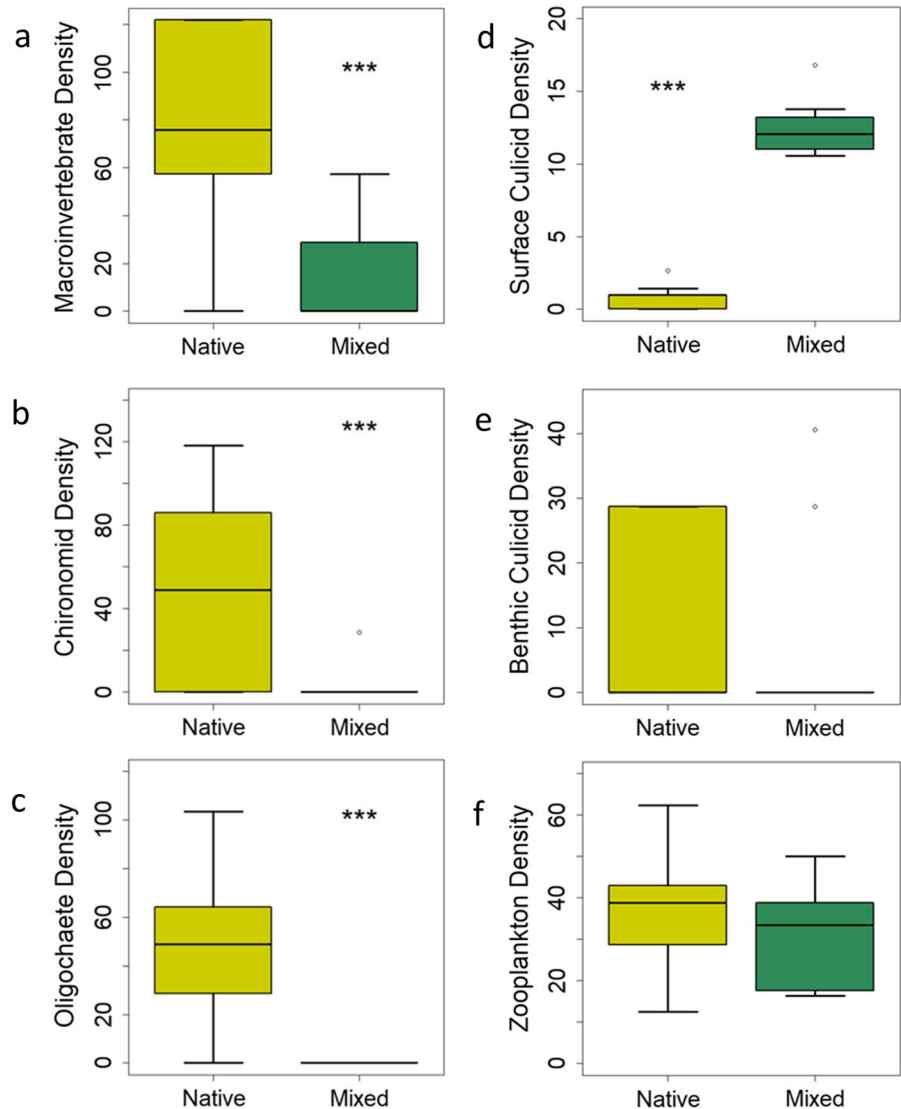 a
Macroinvertebrate Density
0
20
60
100
***
Native
Mixed
b
Chironomid Density
0
40
80
120
***
Native
Mixed
c
Oligochaete Density
0
20
60
100
***
Native
Mixed
d
Surface Culicid Density
0
5
10
15
20
***
Native
Mixed
e
Benthic Culicid Density
0
10
20
30
40
Native
Mixed
f
Zooplankton Density
0
20
40
60
Native
Mixed